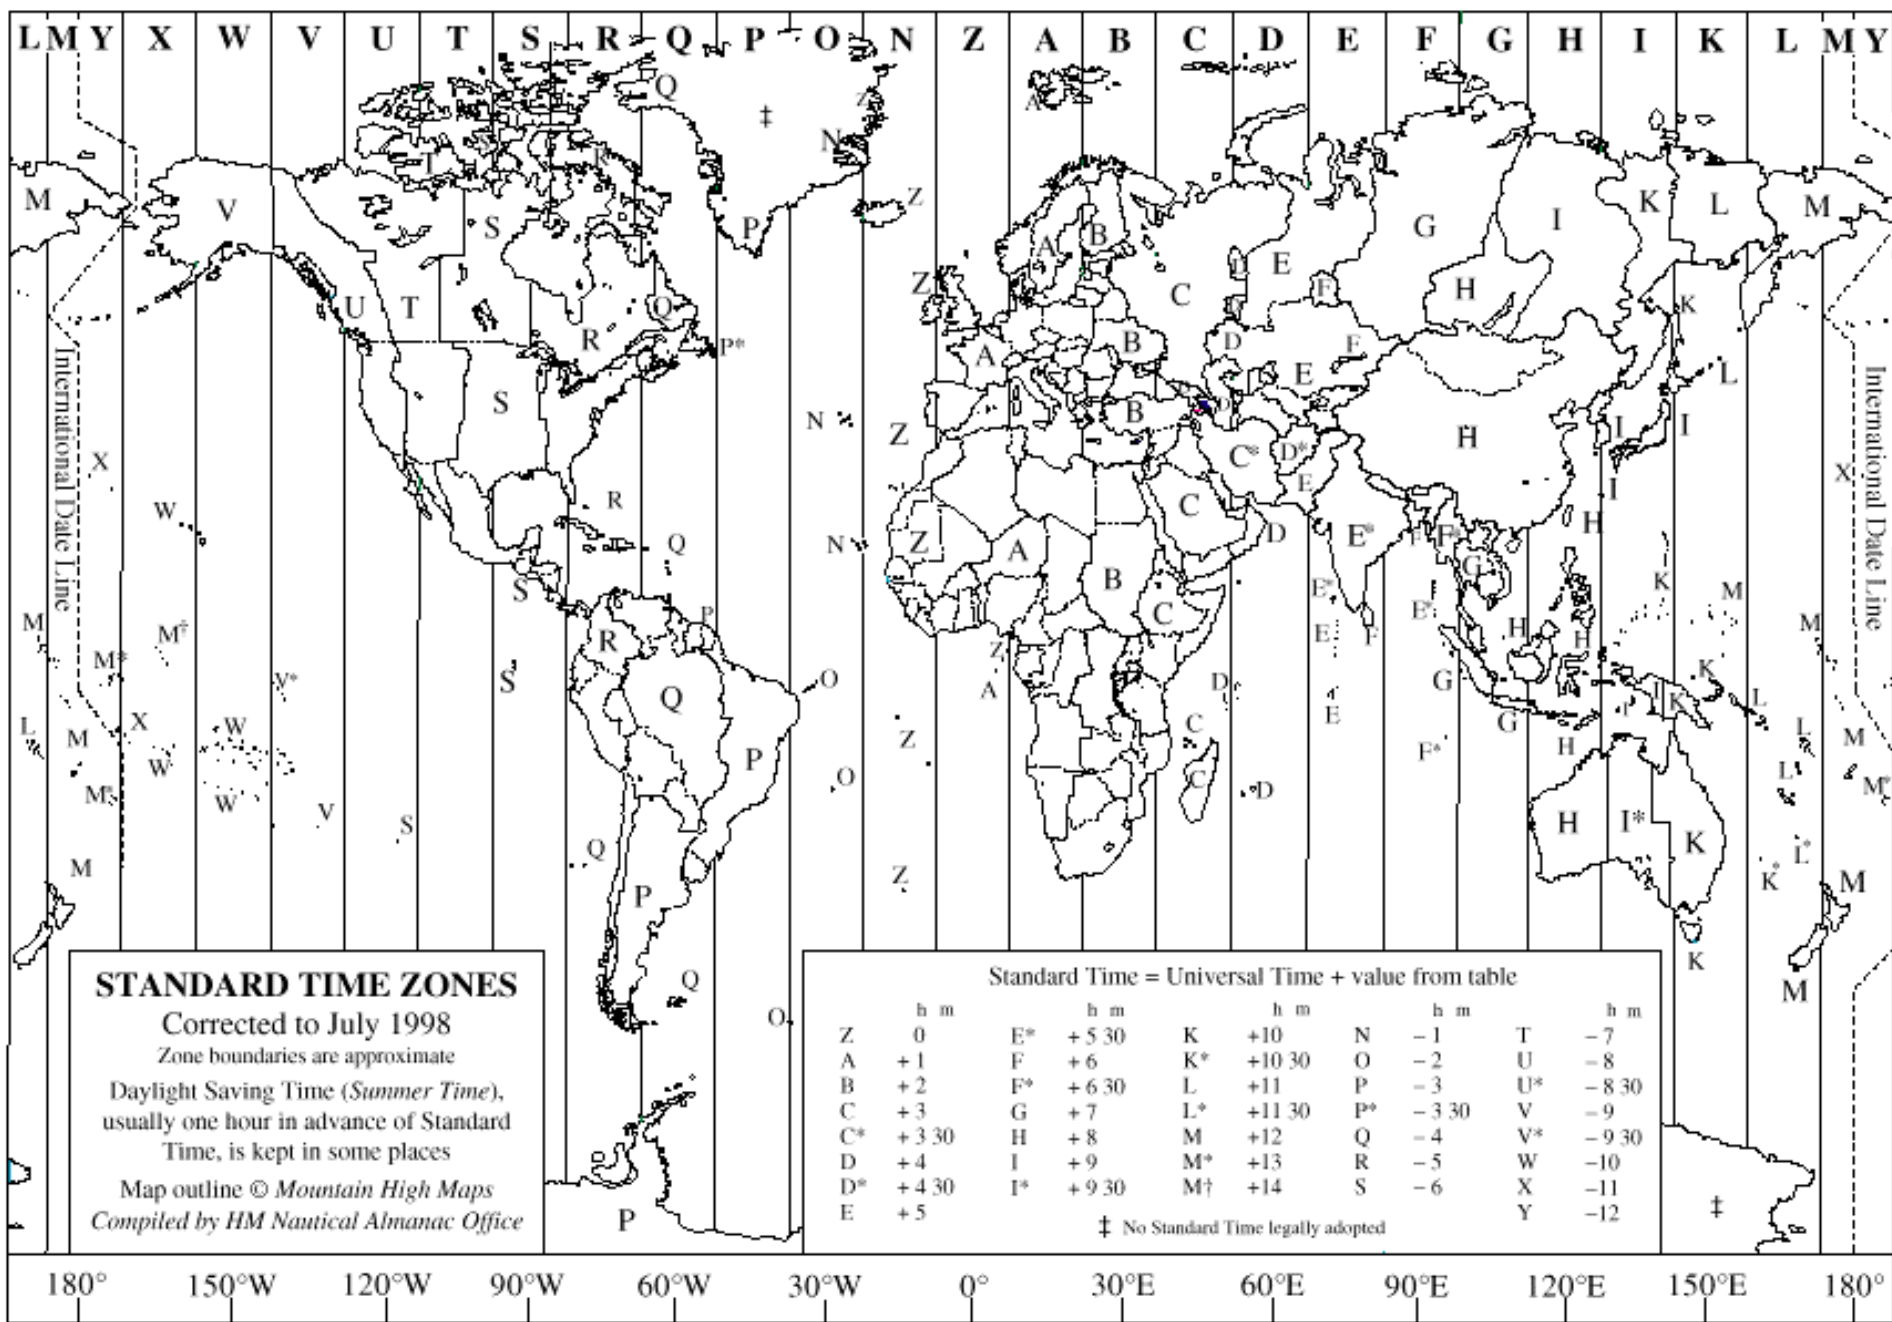 L M Y X W V U T S R Q P O N Z A B C D E F G H I K L M Y
Q
‡
Z
A
N
S
I
R
M
V
S
P
Z
A
B
C
D
E
F
G
H
I
K
L
M
U
T
Q
R
Z
D
K
P*
A
B
D
F
E
L
S
B
D
N
Z
C*
D*
H
I
I
International Date Line
International Date Line
X
X
W
R
N
Q
Z
A
B
C
C
E
D
E*
F
F*
G
I
H
S
R
P
M
M†
M*
E*
E*
E
F
H
H
K
M
M
S
V*
Q
O
Z
A
D
G
E
K
I
K
L
L
X
W
M
W
L
Z
C
F*
G
H
I
L
M
P
O
C
D
L
M*
M*
W
V
S
H
I*
K
L*
K*
M
Q
Z
M
P
Q
O
K
M
STANDARD TIME ZONES
Corrected to July 1998
Zone boundaries are approximate
Daylight Saving Time (Summer Time),
usually one hour in advance of Standard
Time, is kept in some places
Map outline © Mountain High Maps
Compiled by HM Nautical Almanac Office
Standard Time = Universal Time + value from table
h m h m h m h m h m
Z 0 E* + 5 30 K +10 N – 1 T – 7
A + 1 F + 6 K* +10 30 O – 2 U – 8
B + 2 F* + 6 30 L +11 P – 3 U* – 8 30
C + 3 G + 7 L* +11 30 P* – 3 30 V – 9
C* + 3 30 H + 8 M +12 Q – 4 V* – 9 30
D + 4 I + 9 M* +13 R – 5 W –10
D* + 4 30 I* + 9 30 M† +14 S – 6 X –11
E + 5 Y –12
‡ No Standard Time legally adopted
P
‡
180° 150°W 120°W 90°W 60°W 30°W 0° 30°E 60°E 90°E 120°E 150°E 180°